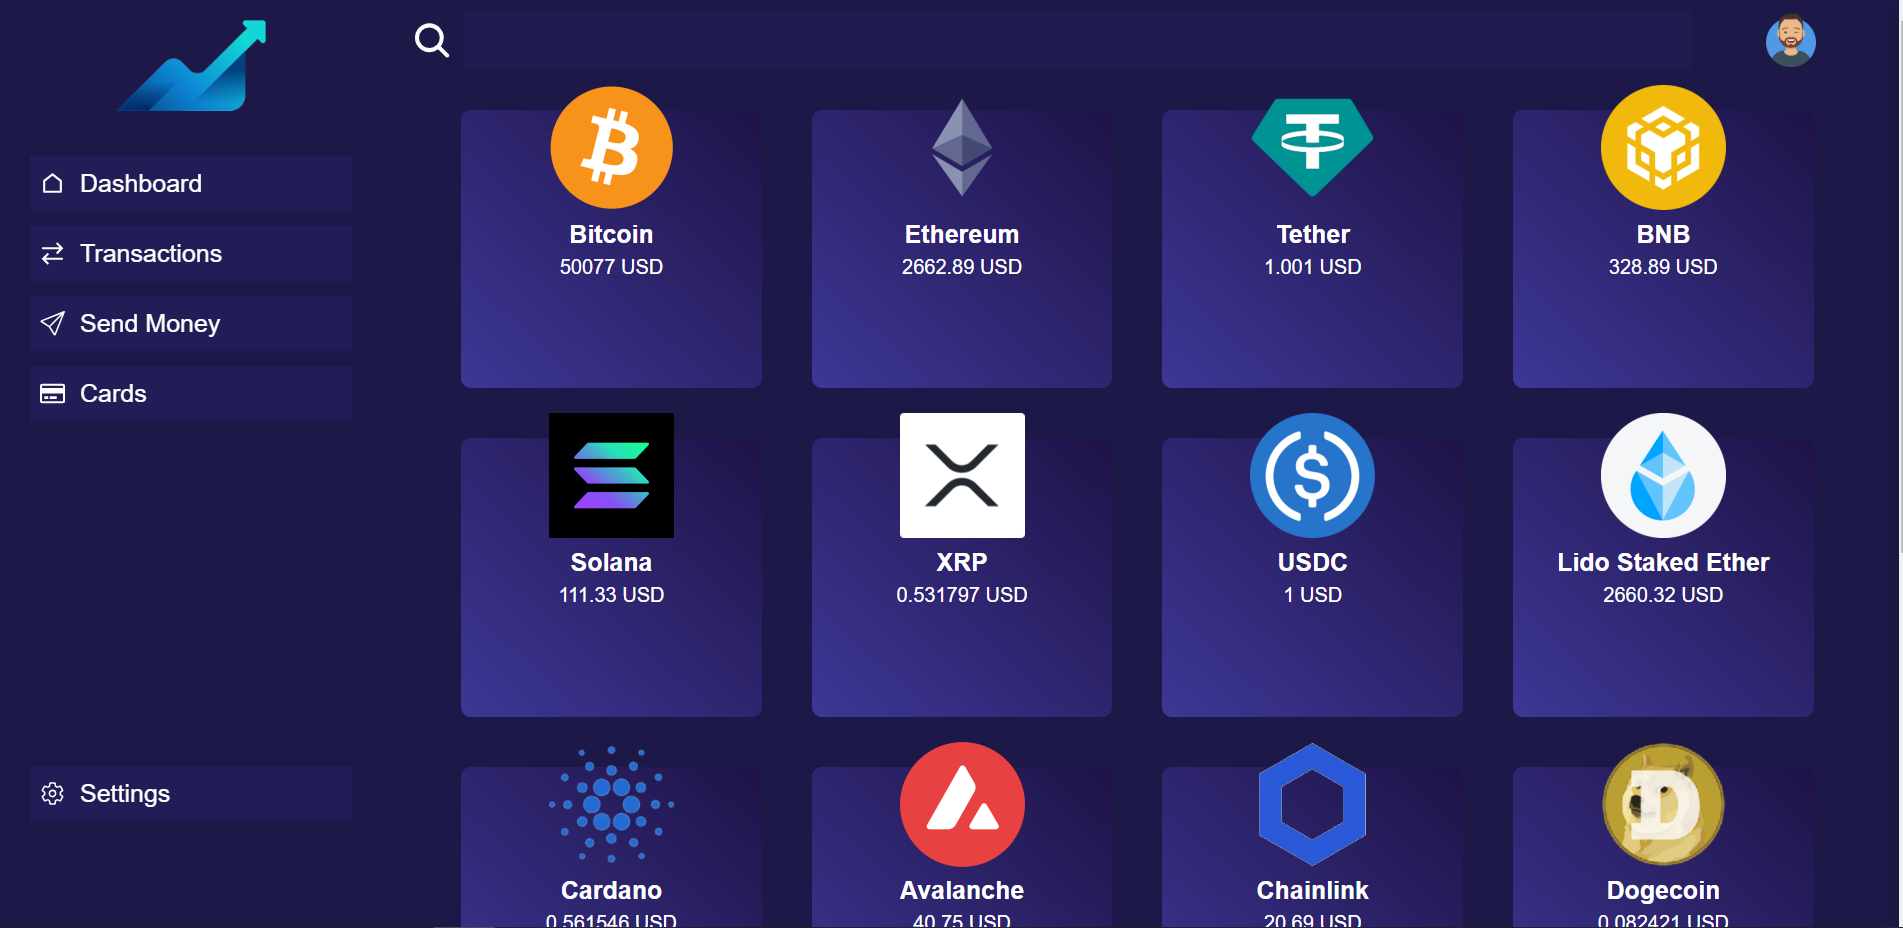 Dashboard
Transactions
Send Money
Cards
Settings
Bitcoin
50077 USD
Ethereum
2662.89 USD
Tether
1.001 USD
BNB
328.89 USD
Solana
111.33 USD
XRP
0.531797 USD
USDC
1 USD
Lido Staked Ether
2660.32 USD
Cardano
0.561546 USD
Avalanche
40.75 USD
Chainlink
20.69 USD
Dogecoin
0.082421 USD